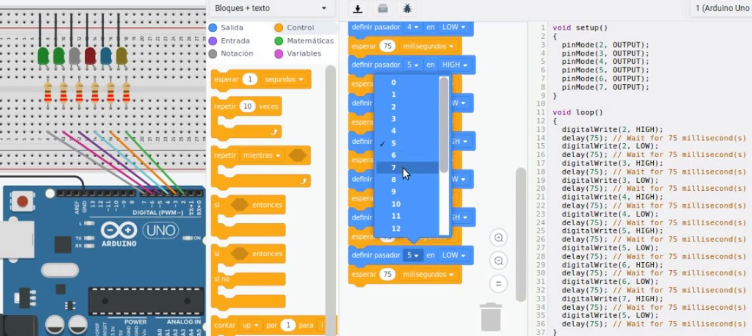 Bloques + texto
1 (Arduino Uno
Salida
Control
Entrada
Matemáticas
Notación
Variables
esperar 1 segundos
repetir 10 veces
repetir mientras
si entonces
si entonces
si no
contar up por 1 para
definir pasador 4 en LOW
esperar 75 milisegundos
definir pasador 5 en HIGH
0
1
2
3
4
✓ 5
6
7
8
9
10
11
12
definir pasador 5 en LOW
esperar 75 milisegundos
DIGITAL (PWM~)
ARDUINO
UNO
POWER
ANALOG IN
1 void setup()
2 {
3 pinMode(2, OUTPUT);
4 pinMode(3, OUTPUT);
5 pinMode(4, OUTPUT);
6 pinMode(5, OUTPUT);
7 pinMode(6, OUTPUT);
8 pinMode(7, OUTPUT);
9 }
10
11 void loop()
12 {
13 digitalWrite(2, HIGH);
14 delay(75); // Wait for 75 millisecond(s)
15 digitalWrite(2, LOW);
16 delay(75); // Wait for 75 millisecond(s)
17 digitalWrite(3, HIGH);
18 delay(75); // Wait for 75 millisecond(s)
19 digitalWrite(3, LOW);
20 delay(75); // Wait for 75 millisecond(s)
21 digitalWrite(4, HIGH);
22 delay(75); // Wait for 75 millisecond(s)
23 digitalWrite(4, LOW);
24 delay(75); // Wait for 75 millisecond(s)
25 digitalWrite(5, HIGH);
26 delay(75); // Wait for 75 millisecond(s)
27 digitalWrite(5, LOW);
28 delay(75); // Wait for 75 millisecond(s)
29 digitalWrite(6, HIGH);
30 delay(75); // Wait for 75 millisecond(s)
31 digitalWrite(6, LOW);
32 delay(75); // Wait for 75 millisecond(s)
33 digitalWrite(7, HIGH);
34 delay(75); // Wait for 75 millisecond(s)
35 digitalWrite(5, LOW);
36 delay(75); // Wait for 75 millisecond(s)
37 }